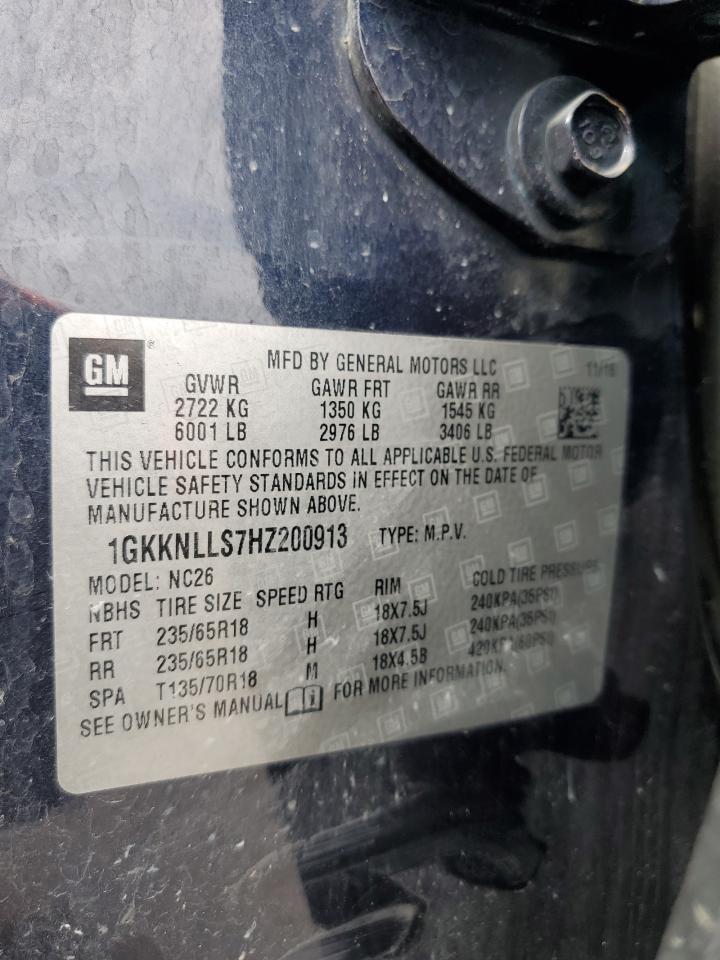 GM
MFD BY GENERAL MOTORS LLC 11/16
GVWR GAWR FRT GAWR RR
2722 KG 1350 KG 1545 KG
6001 LB 2976 LB 3406 LB
THIS VEHICLE CONFORMS TO ALL APPLICABLE U.S. FEDERAL MOTOR
VEHICLE SAFETY STANDARDS IN EFFECT ON THE DATE OF
MANUFACTURE SHOWN ABOVE.
1GKKNLLS7HZ200913 TYPE: M.P.V.
MODEL: NC26
NBHS TIRE SIZE SPEED RTG RIM COLD TIRE PRESSURE
FRT 235/65R18 H 18X7.5J 240KPA(35PSI)
RR 235/65R18 H 18X7.5J 240KPA(35PSI)
SPA T135/70R18 M 18X4.5B 420KPA(60PSI)
SEE OWNER'S MANUAL FOR MORE INFORMATION.